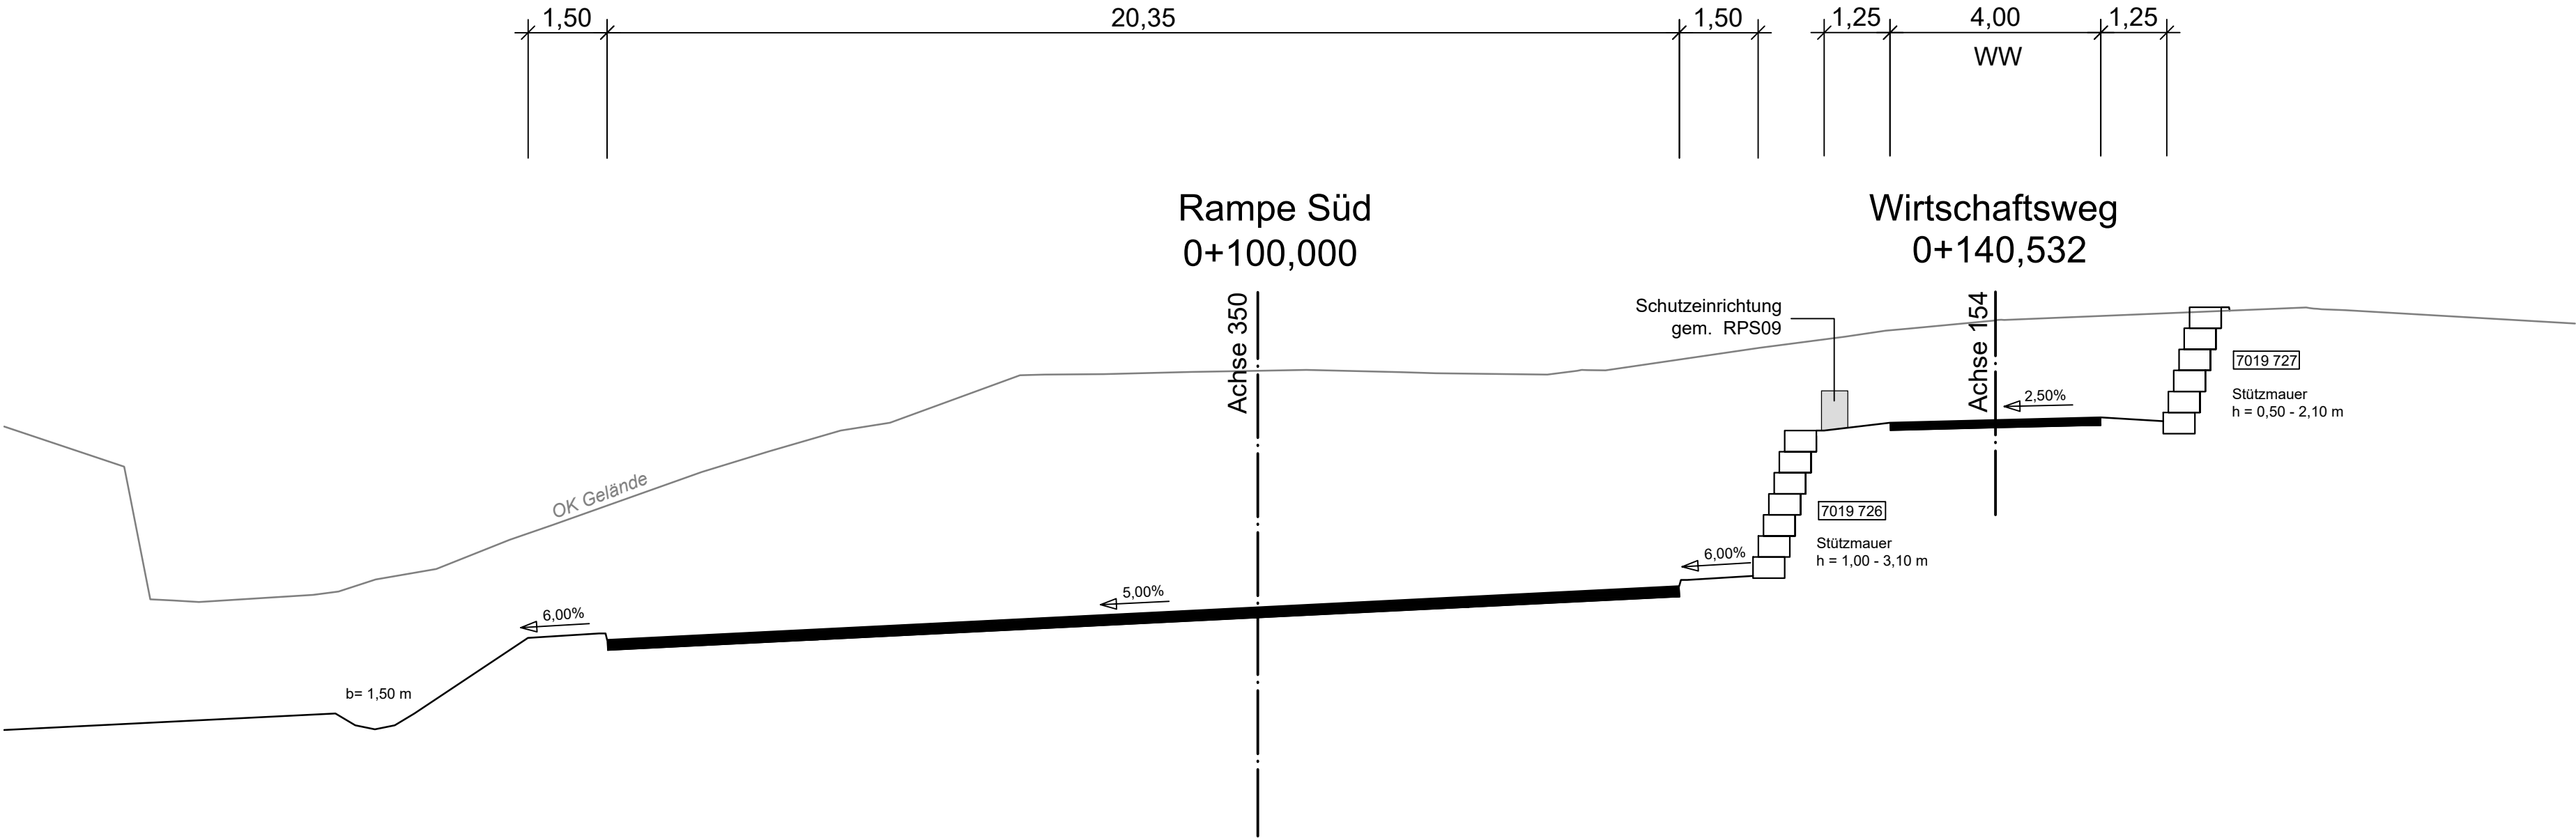 1,50
20,35
1,50
1,25
4,00
1,25
WW
Rampe Süd
0+100,000
Wirtschaftsweg
0+140,532
Achse 350
Achse 154
Schutzeinrichtung
gem. RPS09
7019 727
Stützmauer
h = 0,50 - 2,10 m
2,50%
OK Gelände
7019 726
Stützmauer
h = 1,00 - 3,10 m
6,00%
5,00%
6,00%
b= 1,50 m